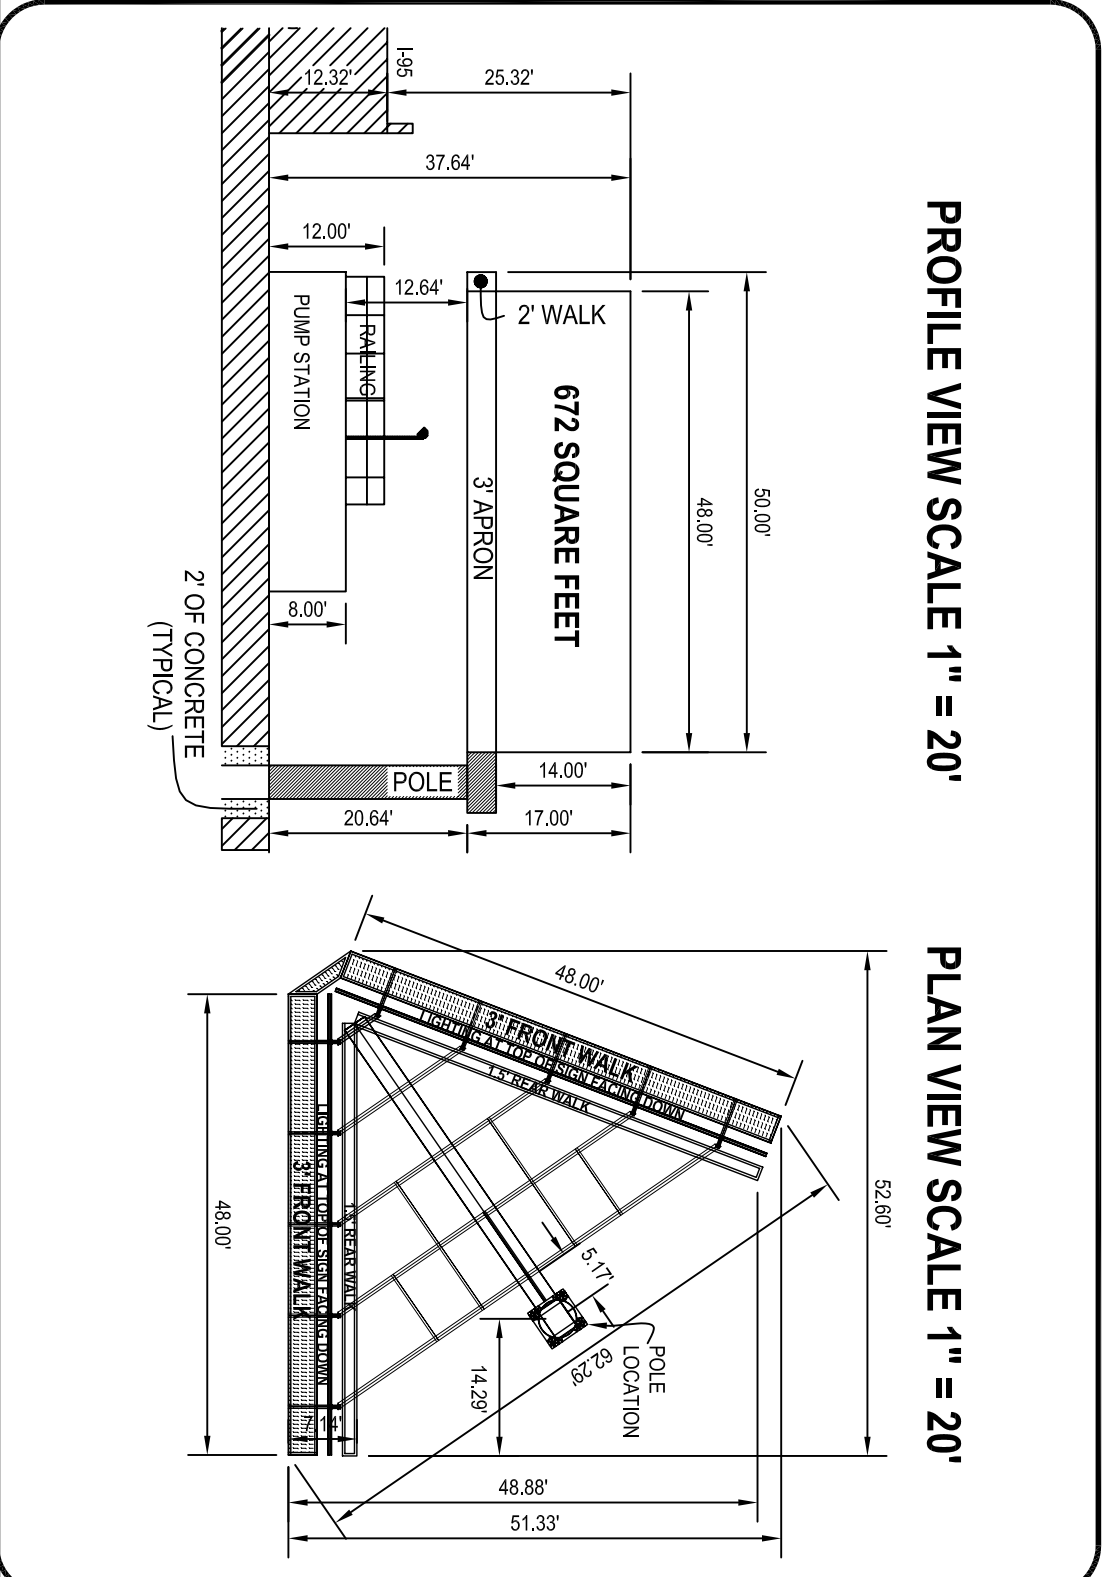 PROFILE VIEW SCALE 1" = 20'
I-95
12.32'
25.32'
37.64'
12.00'
12.64'
2' WALK
50.00'
48.00'
PUMP STATION
RAILING
3' APRON
672 SQUARE FEET
8.00'
2' OF CONCRETE
(TYPICAL)
POLE
14.00'
20.64'
17.00'
PLAN VIEW SCALE 1" = 20'
48.00'
3' FRONT WALK
LIGHTING AT TOP OF SIGN FACING DOWN
1.5' REAR WALK
52.60'
48.00'
3' FRONT WALK
LIGHTING AT TOP OF SIGN FACING DOWN
1.5' REAR WALK
5.17'
POLE
LOCATION
62.29'
14.29'
7.14'
48.88'
51.33'